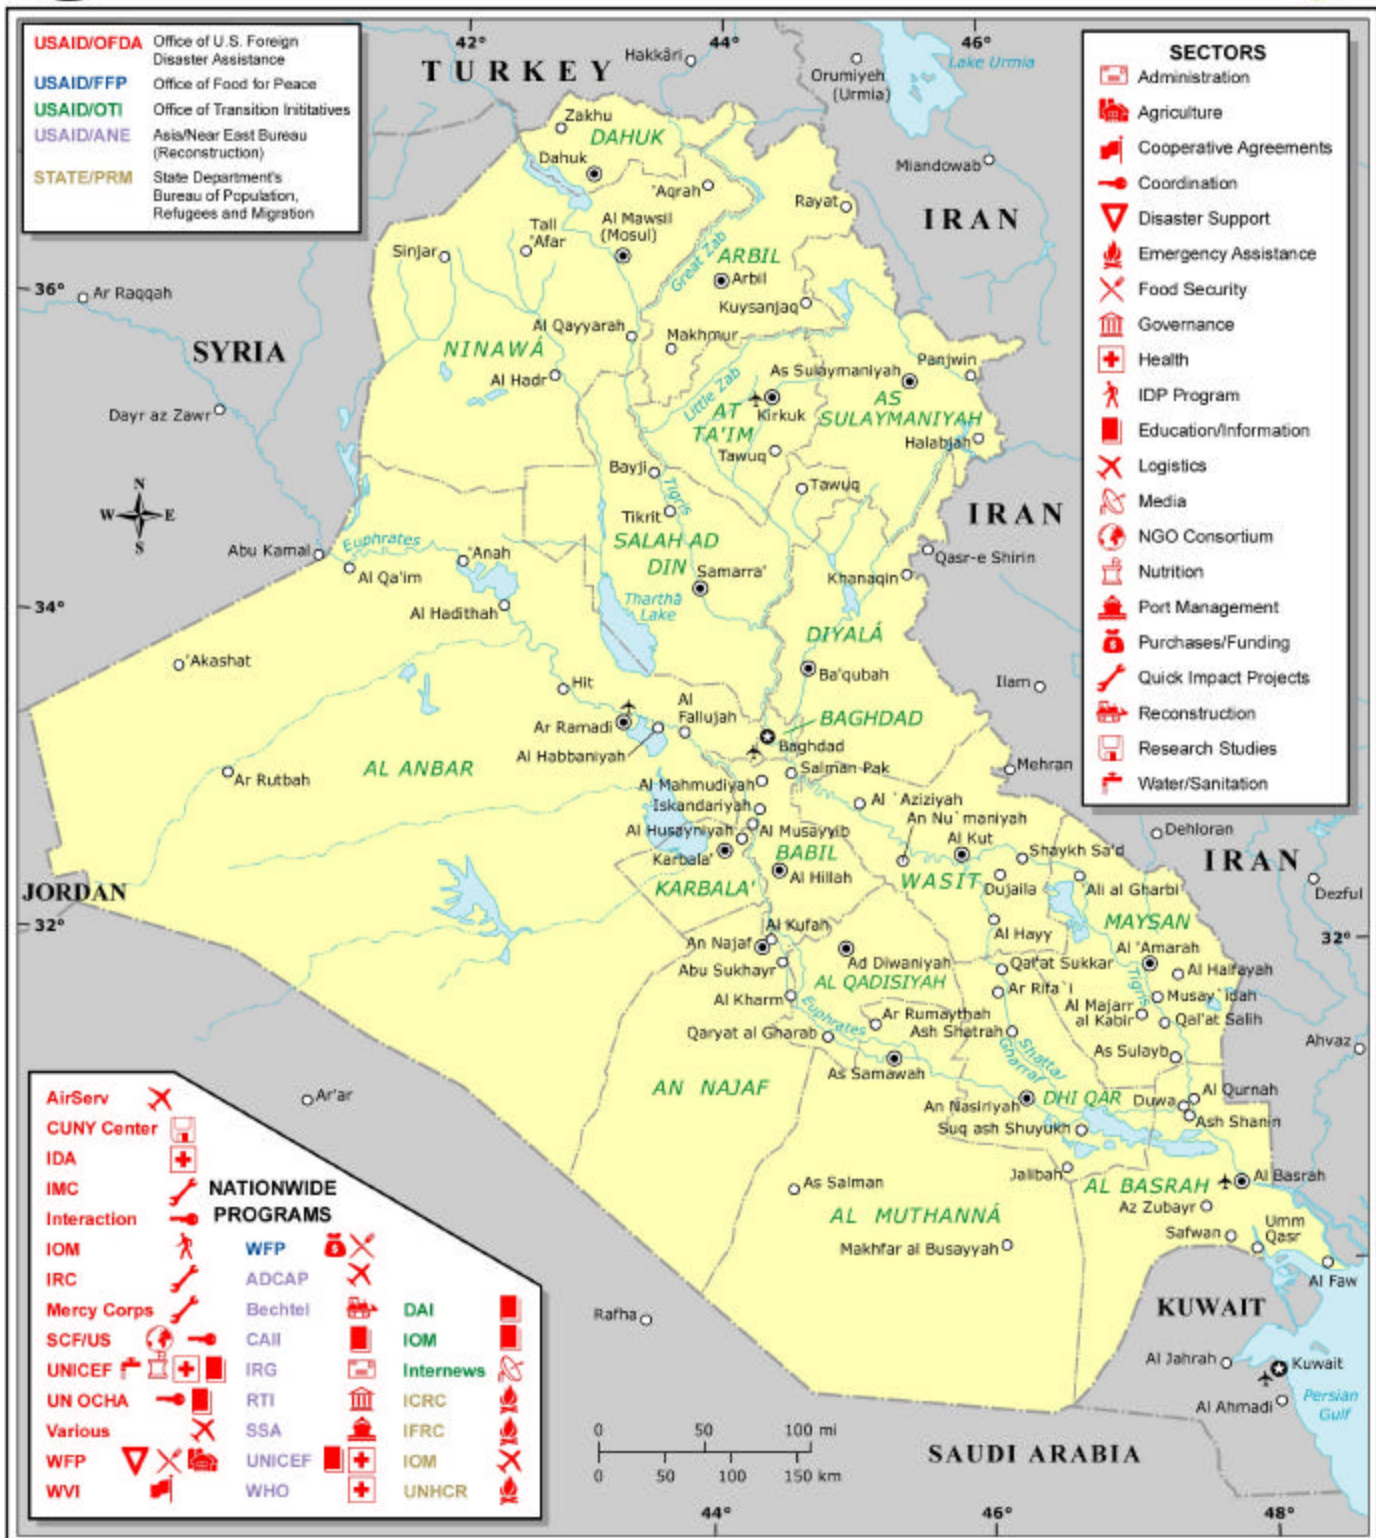 USAID/OFDA Office of U.S. Foreign
Disaster Assistance
USAID/FFP Office of Food for Peace
USAID/OTI Office of Transition Inititatives
USAID/ANE Asia/Near East Bureau
(Reconstruction)
STATE/PRM State Department's
Bureau of Population,
Refugees and Migration
SECTORS
Administration
Agriculture
Cooperative Agreements
Coordination
Disaster Support
Emergency Assistance
Food Security
Governance
Health
IDP Program
Education/Information
Logistics
Media
NGO Consortium
Nutrition
Port Management
Purchases/Funding
Quick Impact Projects
Reconstruction
Research Studies
Water/Sanitation
42°
44°
46°
TURKEY
Hakkâri
Orumiyeh
(Urmia)
Lake Urmia
Zakhu
DAHUK
Dahuk
'Aqrah
Miandowab
Rayat
IRAN
Tall
'Afar
Al Mawsil
(Mosul)
Sinjar
Great Zab
ARBIL
Arbil
36°
Ar Raqqah
Kuysanjaq
Al Qayyarah
Makhmur
SYRIA
NINAWÁ
Al Hadr
As Sulaymaniyah
Panjwin
Little Zab
Dayr az Zawr
AT
TA'IM
Kirkuk
AS
SULAYMANIYAH
Halabjah
Tawuq
Bayji
Tigris
Tawuq
N
W
E
S
Tikrit
IRAN
Euphrates
Abu Kamal
'Anah
SALAH AD
DIN
Samarra'
Qasr-e Shirin
Al Qa'im
Khanaqin
34°
Al Hadithah
Tharthā
Lake
DIYALÁ
'Akashat
Ba'qubah
Hit
Ilam
Al
Fallujah
Ar Ramadi
BAGHDAD
Baghdad
Al Habbaniyah
AL ANBAR
Ar Rutbah
Salman Pak
Mehran
Al Mahmudiyah
Iskandariyah
Al `Aziziyah
An Nu`maniyah
Al Husayniyah
Al Musayyib
Al Kut
Dehloran
Karbala'
BABIL
Shaykh Sa'd
IRAN
Al Hillah
WASIT
Dujaila
Ali al Gharbi
JORDAN
KARBALA'
Dezful
MAYSAN
32°
Al Kufah
Al Hayy
32°
An Najaf
Al 'Amarah
Abu Sukhayr
Ad Diwaniyah
Qal'at Sukkar
Al Halfayah
AL QADISIYAH
Ar Rifa`i
Tigris
Al Kharm
Musay`idah
Euphrates
Al Majarr
al Kabir
Ar Rumaythah
Qal'at Salih
Qaryat al Gharab
Ash Shatrah
Shatt al
Gharraf
Ahvaz
As Sulayb
As Samawah
AN NAJAF
Ar'ar
An Nasiriyah
DHI QAR
Duwa
Al Qurnah
Ash Shanin
Suq ash Shuyukh
Jalibah
As Salman
AL BASRAH
Al Basrah
Az Zubayr
AL MUTHANNÁ
Safwan
Umm
Qasr
Makhfar al Busayyah
Al Faw
KUWAIT
Rafha
Al Jahrah
Kuwait
Al Ahmadi
Persian
Gulf
SAUDI ARABIA
0 50 100 mi
0 50 100 150 km
44°
46°
48°
NATIONWIDE
PROGRAMS
AirServ
CUNY Center
IDA
IMC
Interaction
IOM
IRC
Mercy Corps
SCF/US
UNICEF
UN OCHA
Various
WFP
WVI
WFP
ADCAP
Bechtel
CAII
IRG
RTI
SSA
UNICEF
WHO
DAI
IOM
Internews
ICRC
IFRC
IOM
UNHCR